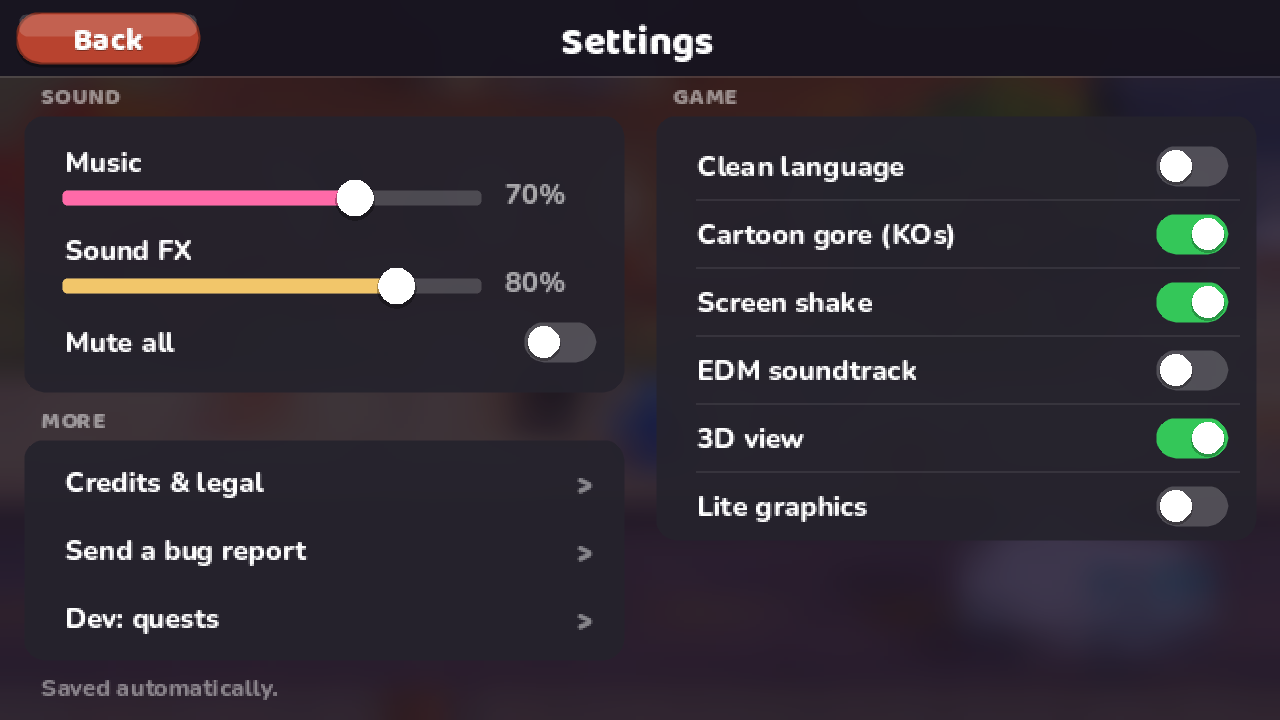 Back
Settings
SOUND
Music
70%
Sound FX
80%
Mute all
MORE
Credits & legal
>
Send a bug report
>
Dev: quests
>
Saved automatically.
GAME
Clean language
Cartoon gore (KOs)
Screen shake
EDM soundtrack
3D view
Lite graphics